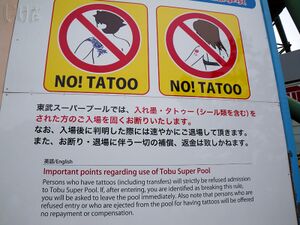 NO! TATOO
NO! TATOO
東武スーパープールでは、入れ墨・タトゥー(シール類を含む)を
された方のご入場を固くお断りいたします。
なお、入場後に判明した際には速やかにご退場して頂きます。
また、お断り・退場に伴う一切の補償、返金は致しかねます。
英語/English
Important points regarding use of Tobu Super Pool
Persons who have tattoos (including transfers) will strictly be refused admission
to Tobu Super Pool. If, after entering, you are identified as breaking this rule,
you will be asked to leave the pool immediately. Also note that persons who are
refused entry or who are ejected from the pool for having tattoos will be offered
no repayment or compensation.